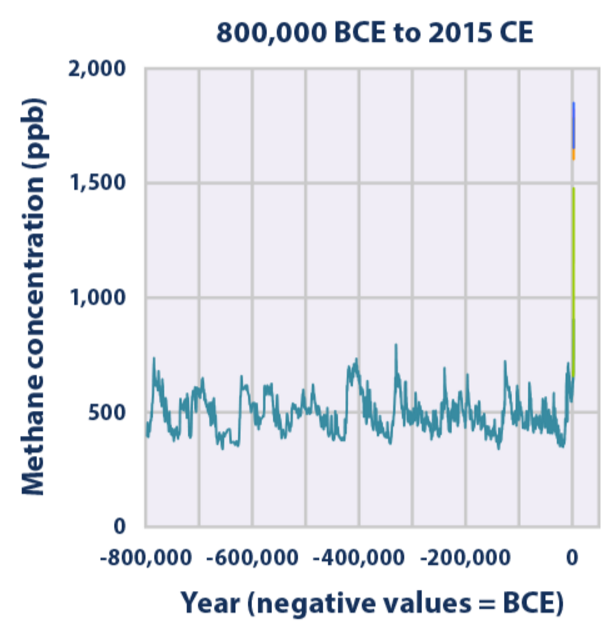 800,000 BCE to 2015 CE
Methane concentration (ppb)
2,000
1,500
1,000
500
0
-800,000 -600,000 -400,000 -200,000 0
Year (negative values = BCE)